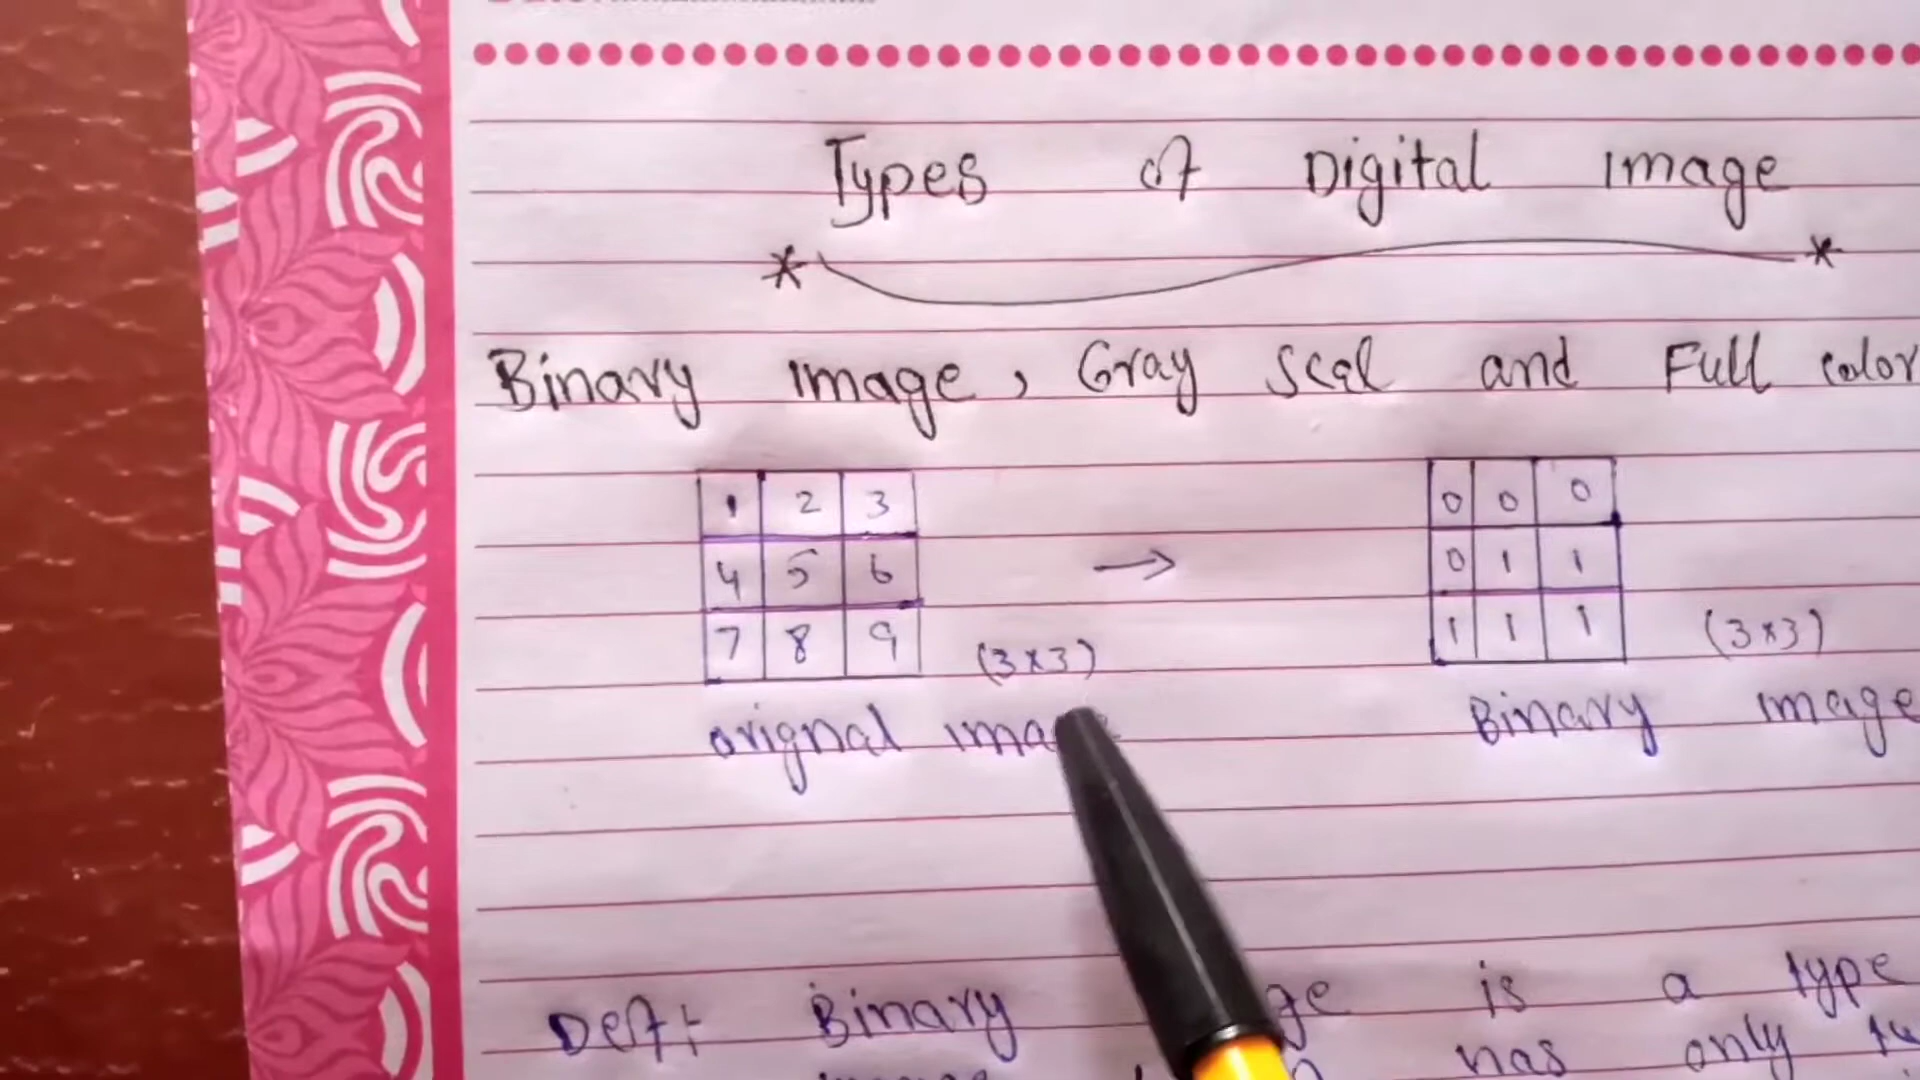 Types of Digital Image
Binary Image, Gray Scal and Full color
1 2 3
4 5 6
7 8 9
(3x3)
orignal image
→
0 0 0
0 1 1
1 1 1
(3x3)
Binary Image
Defn: Binary is a type
has only